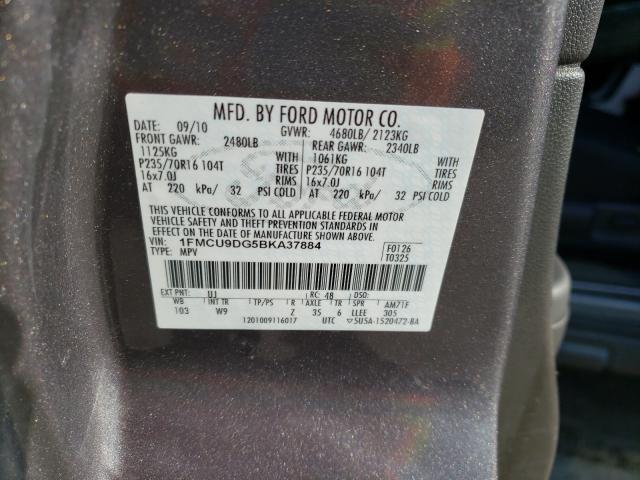 MFD. BY FORD MOTOR CO.
DATE: 09/10 GVWR: 4680LB/ 2123KG
FRONT GAWR: 2480LB REAR GAWR: 2340LB
1125KG WITH 1061KG WITH
P235/70R16 104T TIRES P235/70R16 104T TIRES
16x7.0J RIMS 16x7.0J RIMS
AT 220 kPa/ 32 PSI COLD AT 220 kPa/ 32 PSI COLD
THIS VEHICLE CONFORMS TO ALL APPLICABLE FEDERAL MOTOR
VEHICLE SAFETY AND THEFT PREVENTION STANDARDS IN
EFFECT ON THE DATE OF MANUFACTURE SHOWN ABOVE.
VIN: 1FMCU9DG5BKA37884 F0126
TYPE: MPV T0325
EXT PNT: UJ RC: 48 DSO:
WB INT TR TP/PS R AXLE TR SPR AM71F
103 W9 Z 35 6 LLEE 305
1201009116017 UTC 5U5A-1520472-BA